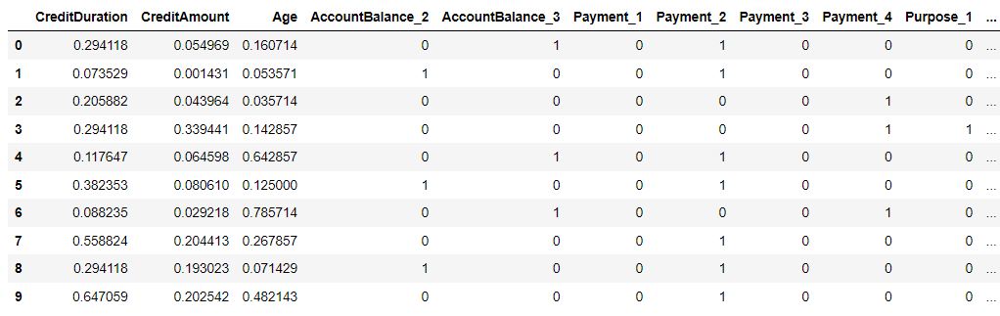 CreditDuration CreditAmount Age AccountBalance_2 AccountBalance_3 Payment_1 Payment_2 Payment_3 Payment_4 Purpose_1 ...
0 0.294118 0.054969 0.160714 0 1 0 1 0 0 0 ...
1 0.073529 0.001431 0.053571 1 0 0 1 0 0 0 ...
2 0.205882 0.043964 0.035714 0 0 0 0 0 1 0 ...
3 0.294118 0.339441 0.142857 0 0 0 0 0 1 1 ...
4 0.117647 0.064598 0.642857 0 1 0 1 0 0 0 ...
5 0.382353 0.080610 0.125000 1 0 0 1 0 0 0 ...
6 0.088235 0.029218 0.785714 0 1 0 0 0 1 0 ...
7 0.558824 0.204413 0.267857 0 0 0 1 0 0 0 ...
8 0.294118 0.193023 0.071429 1 0 0 1 0 0 0 ...
9 0.647059 0.202542 0.482143 0 0 0 1 0 0 0 ...